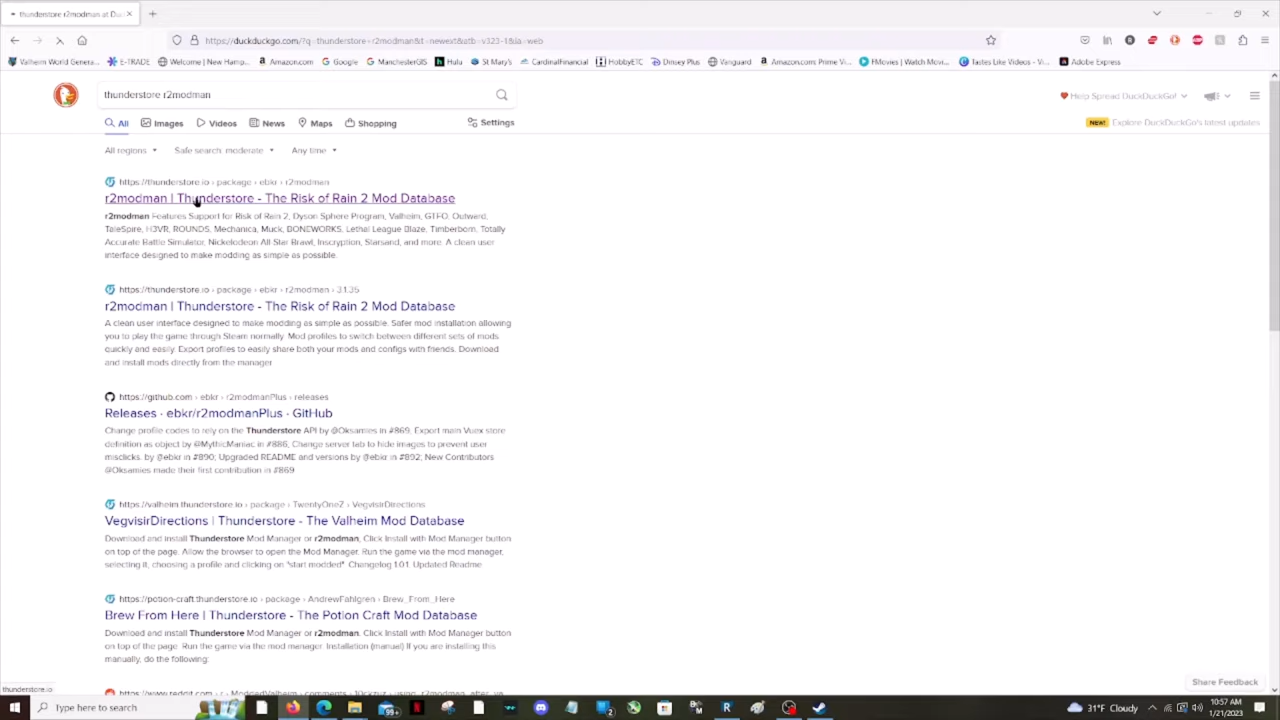 thunderstore r2modman at Du
https://duckduckgo.com/?q=thunderstore+r2modman&t=newext&atb=v323-1&ia=web
Valheim World Genera... E-TRADE Welcome | New Hamp... Amazon.com Google ManchesterGIS Hulu St Mary's CardinalFinancial HobbyETC Disney Plus Vanguard Amazon.com: Prime Vi... FMovies | Watch Movi... Tastes Like Videos - Vi... Adobe Express
thunderstore r2modman
Help Spread DuckDuckGo!
All Images Videos News Maps Shopping Settings
NEW! Explore DuckDuckGo's latest updates
All regions Safe search: moderate Any time
https://thunderstore.io › package › ebkr › r2modman
r2modman | Thunderstore - The Risk of Rain 2 Mod Database
r2modman Features Support for Risk of Rain 2, Dyson Sphere Program, Valheim, GTFO, Outward,
TaleSpire, H3VR, ROUNDS, Mechanica, Muck, BONEWORKS, Lethal League Blaze, Timberborn, Totally
Accurate Battle Simulator, Nickelodeon All-Star Brawl, Inscryption, Starsand, and more. A clean user
interface designed to make modding as simple as possible.
https://thunderstore.io › package › ebkr › r2modman › 3.1.35
r2modman | Thunderstore - The Risk of Rain 2 Mod Database
A clean user interface designed to make modding as simple as possible. Safer mod installation allowing
you to play the game through Steam normally. Mod profiles to switch between different sets of mods
quickly and easily. Export profiles to easily share both your mods and configs with friends. Download
and install mods directly from the manager
https://github.com › ebkr › r2modmanPlus › releases
Releases · ebkr/r2modmanPlus · GitHub
Change profile codes to rely on the Thunderstore API by @Oksamies in #869, Export main Vuex store
definition as object by @MythicManiac in #886; Change server tab to hide images to prevent user
misclicks. by @ebkr in #890; Upgraded README and versions by @ebkr in #892; New Contributors
@Oksamies made their first contribution in #869
https://valheim.thunderstore.io › package › TwentyOneZ › VegvisirDirections
VegvisirDirections | Thunderstore - The Valheim Mod Database
Download and install Thunderstore Mod Manager or r2modman. Click Install with Mod Manager button
on top of the page. Allow the browser to open the Mod Manager. Run the game via the mod manager,
selecting it, choosing a profile and clicking on "start modded". Changelog 1.0.1. Updated Readme
https://potion-craft.thunderstore.io › package › AndrewFahlgren › Brew_From_Here
Brew From Here | Thunderstore - The Potion Craft Mod Database
Download and install Thunderstore Mod Manager or r2modman. Click Install with Mod Manager button
on top of the page. Run the game via the mod manager. Installation (manual) If you are installing this
manually, do the following:
https://www.reddit.com › r › ModdedValheim › comments
thunderstore.io
Share Feedback
Type here to search
99+
2
31°F Cloudy
10:57 AM
1/21/2023